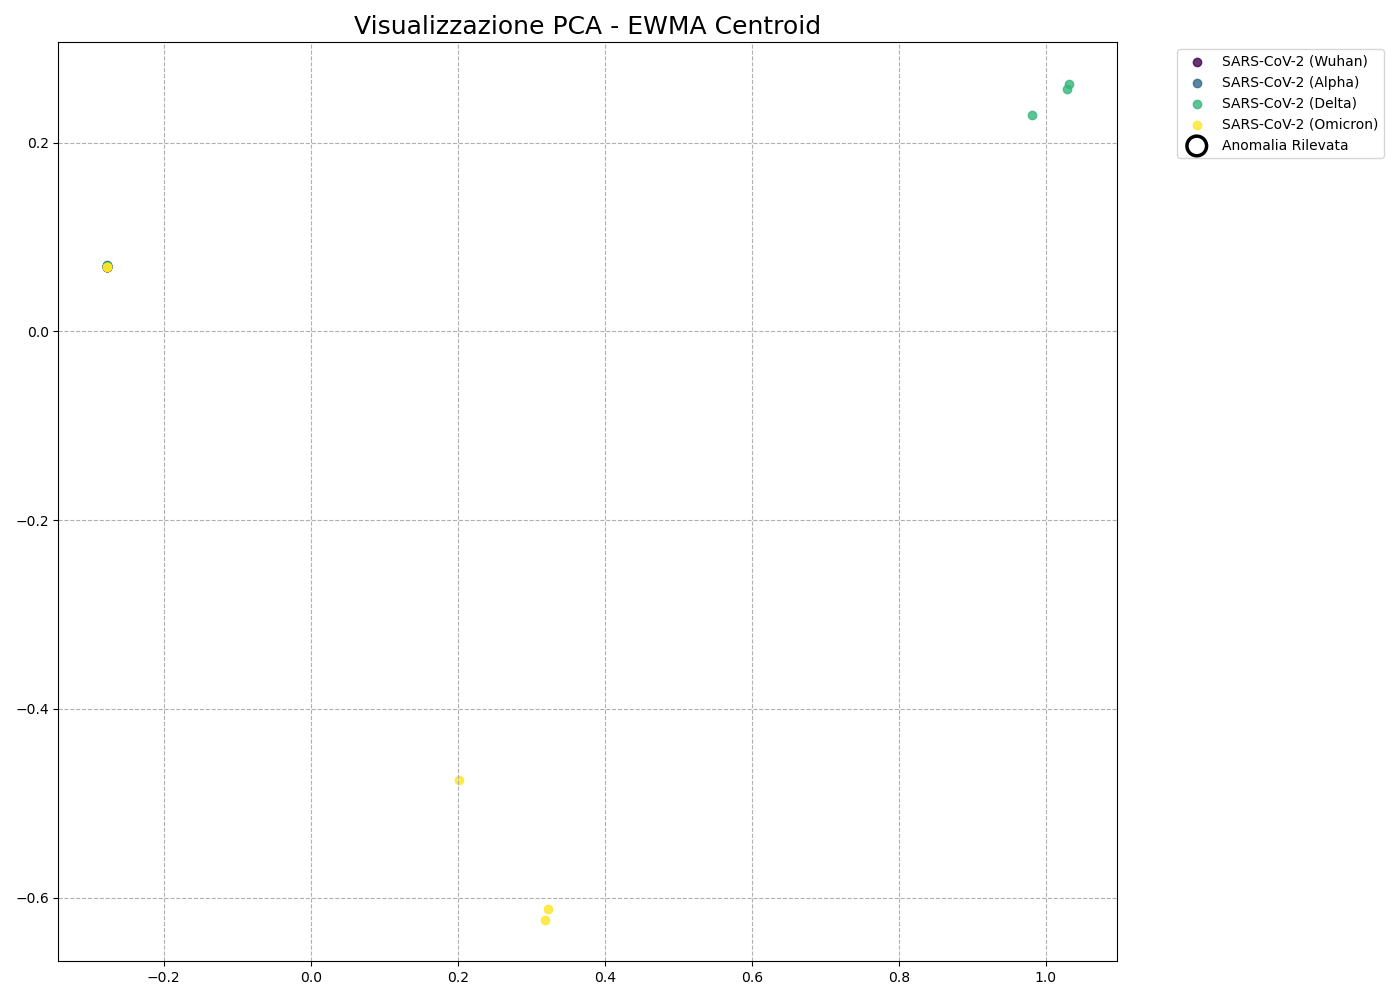 Visualizzazione PCA - EWMA Centroid
SARS-CoV-2 (Wuhan)
SARS-CoV-2 (Alpha)
SARS-CoV-2 (Delta)
SARS-CoV-2 (Omicron)
Anomalia Rilevata
0.2
0.0
−0.2
−0.4
−0.6
−0.2 0.0 0.2 0.4 0.6 0.8 1.0